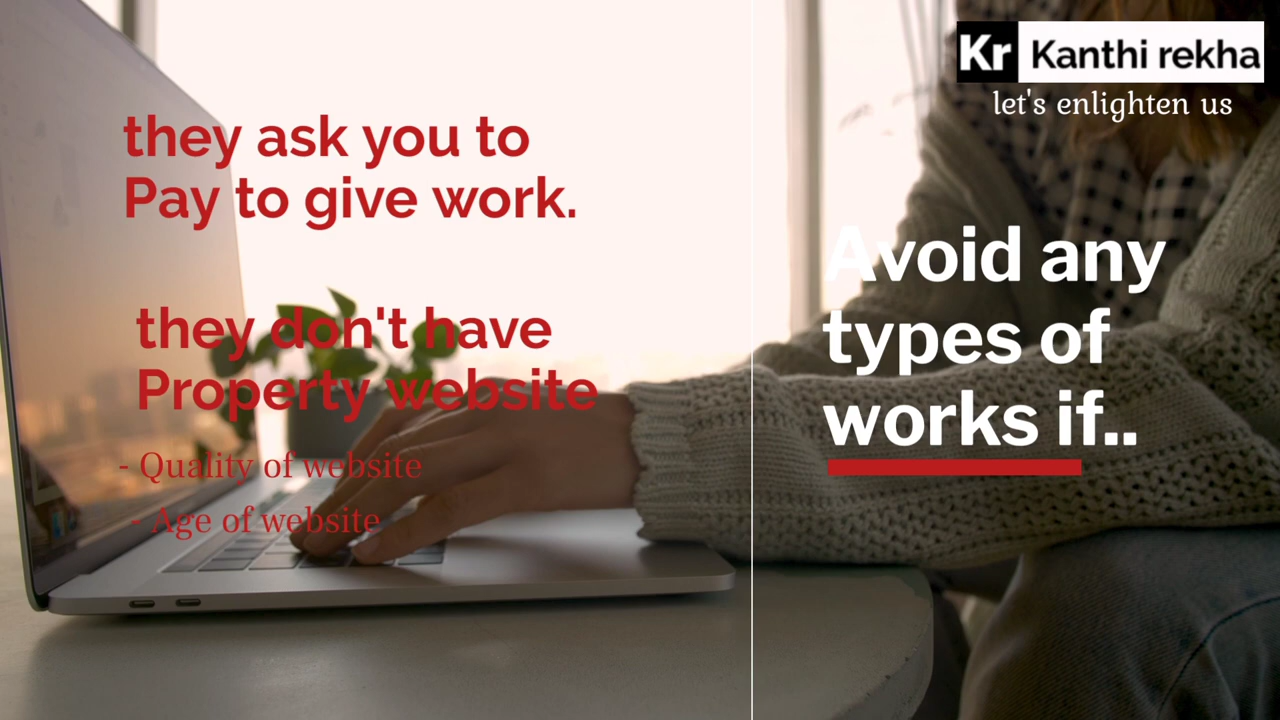 Kr Kanthi rekha
let's enlighten us
Avoid any
types of
works if..
they ask you to
Pay to give work.
they don't have
Property website
- Quality of website
- Age of website